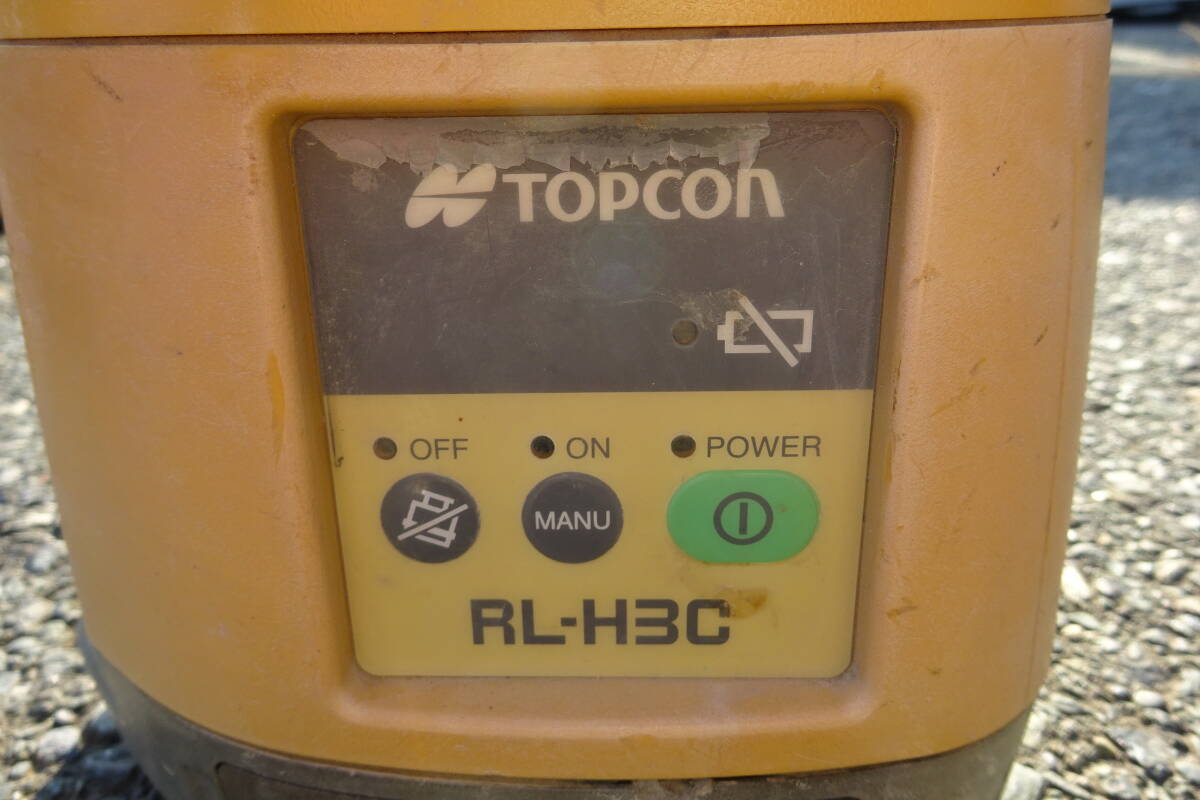 TOPCON
OFF ON POWER
MANU
RL-H3C